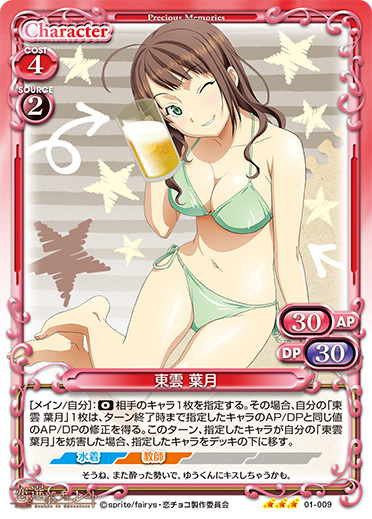 Precious Memories
Character
COST
4
SOURCE
2
30 AP
DP 30
東雲 葉月
[メイン/自分]:0相手のキャラ1枚を指定する。その場合、自分の「東
雲 葉月」1枚は、ターン終了時まで指定したキャラのAP/DPと同じ値
のAP/DPの修正を得る。このターン、指定したキャラが自分の「東雲
葉月」を妨害した場合、指定したキャラをデッキの下に移す。
水着 教師
そうね、また酔った勢いで、ゆうくんにキスしちゃうかも。
©sprite/fairys・恋チョコ製作委員会 01-009